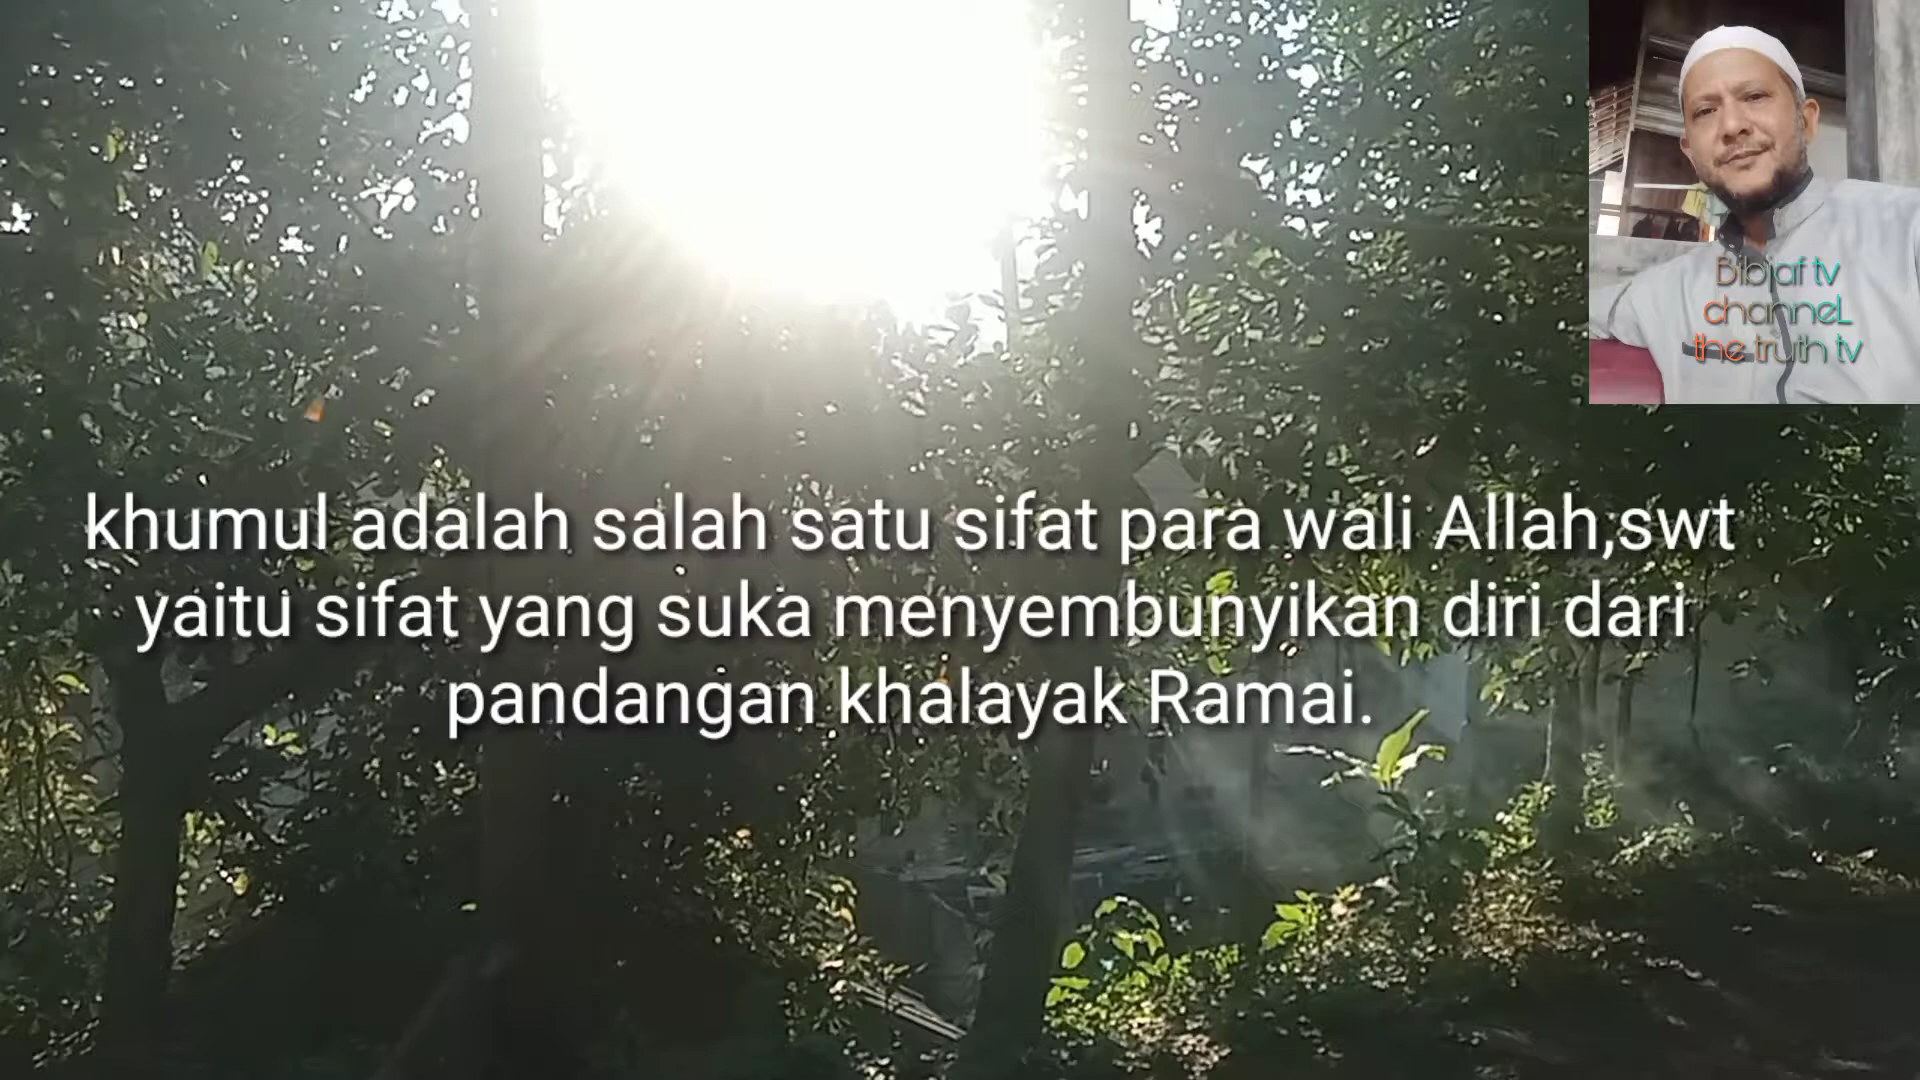 Bibjaf tv
channeL
the truth tv
khumul adalah salah satu sifat para wali Allah,swt
yaitu sifat yang suka menyembunyikan diri dari
pandangan khalayak Ramai.